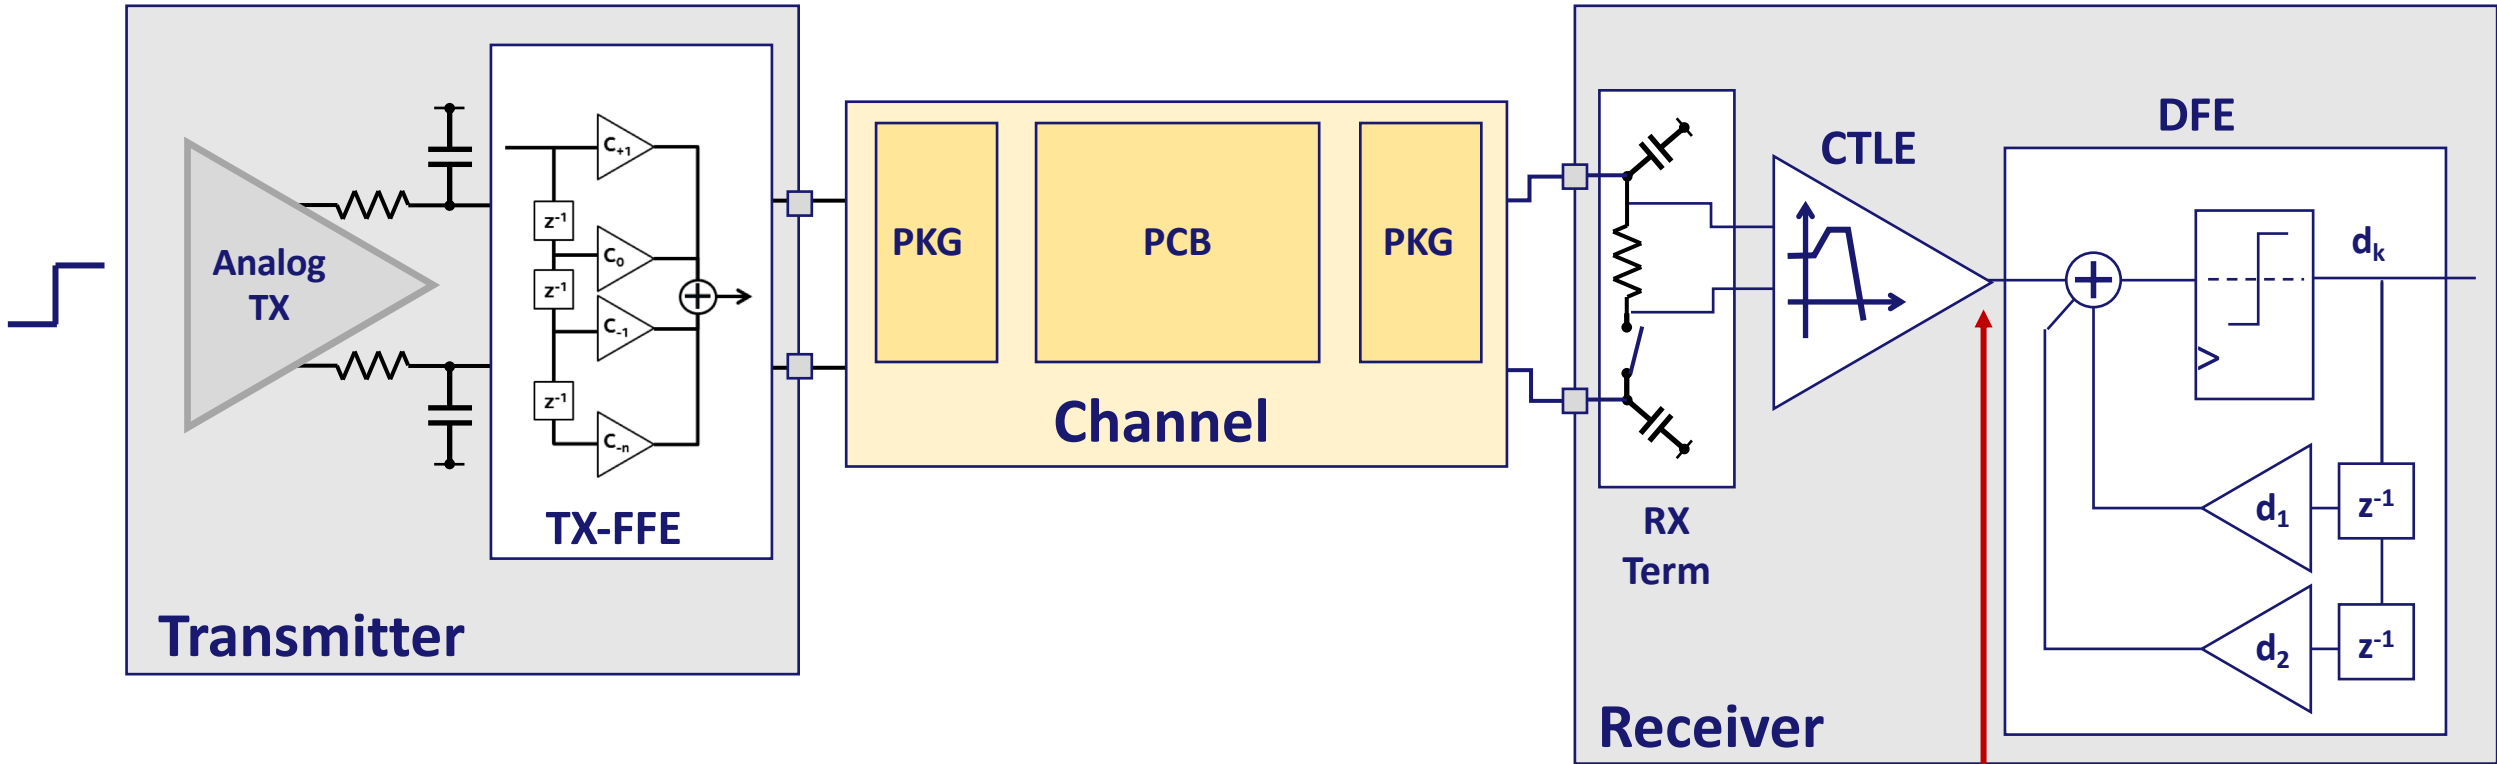 Analog
TX
C+1
z-1
C0
z-1
C-1
z-1
C-n
TX-FFE
Transmitter
PKG
PCB
PKG
Channel
RX
Term
CTLE
DFE
dk
d1
z-1
d2
z-1
Receiver